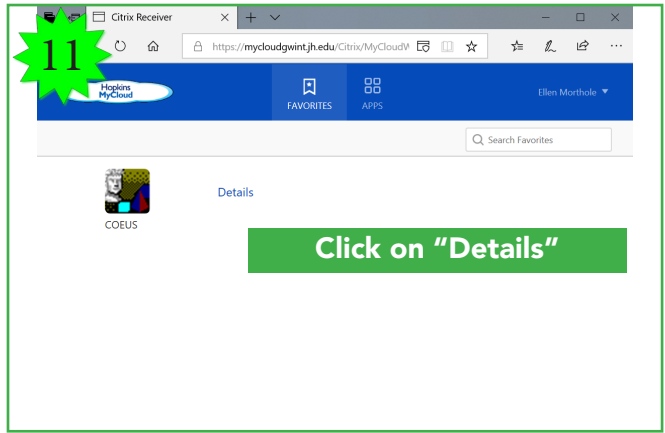 Citrix Receiver
11
https://mycloudgwint.jh.edu/Citrix/MyCloudW
Hopkins
MyCloud
FAVORITES
APPS
Ellen Morthole
Search Favorites
Details
COEUS
Click on “Details”